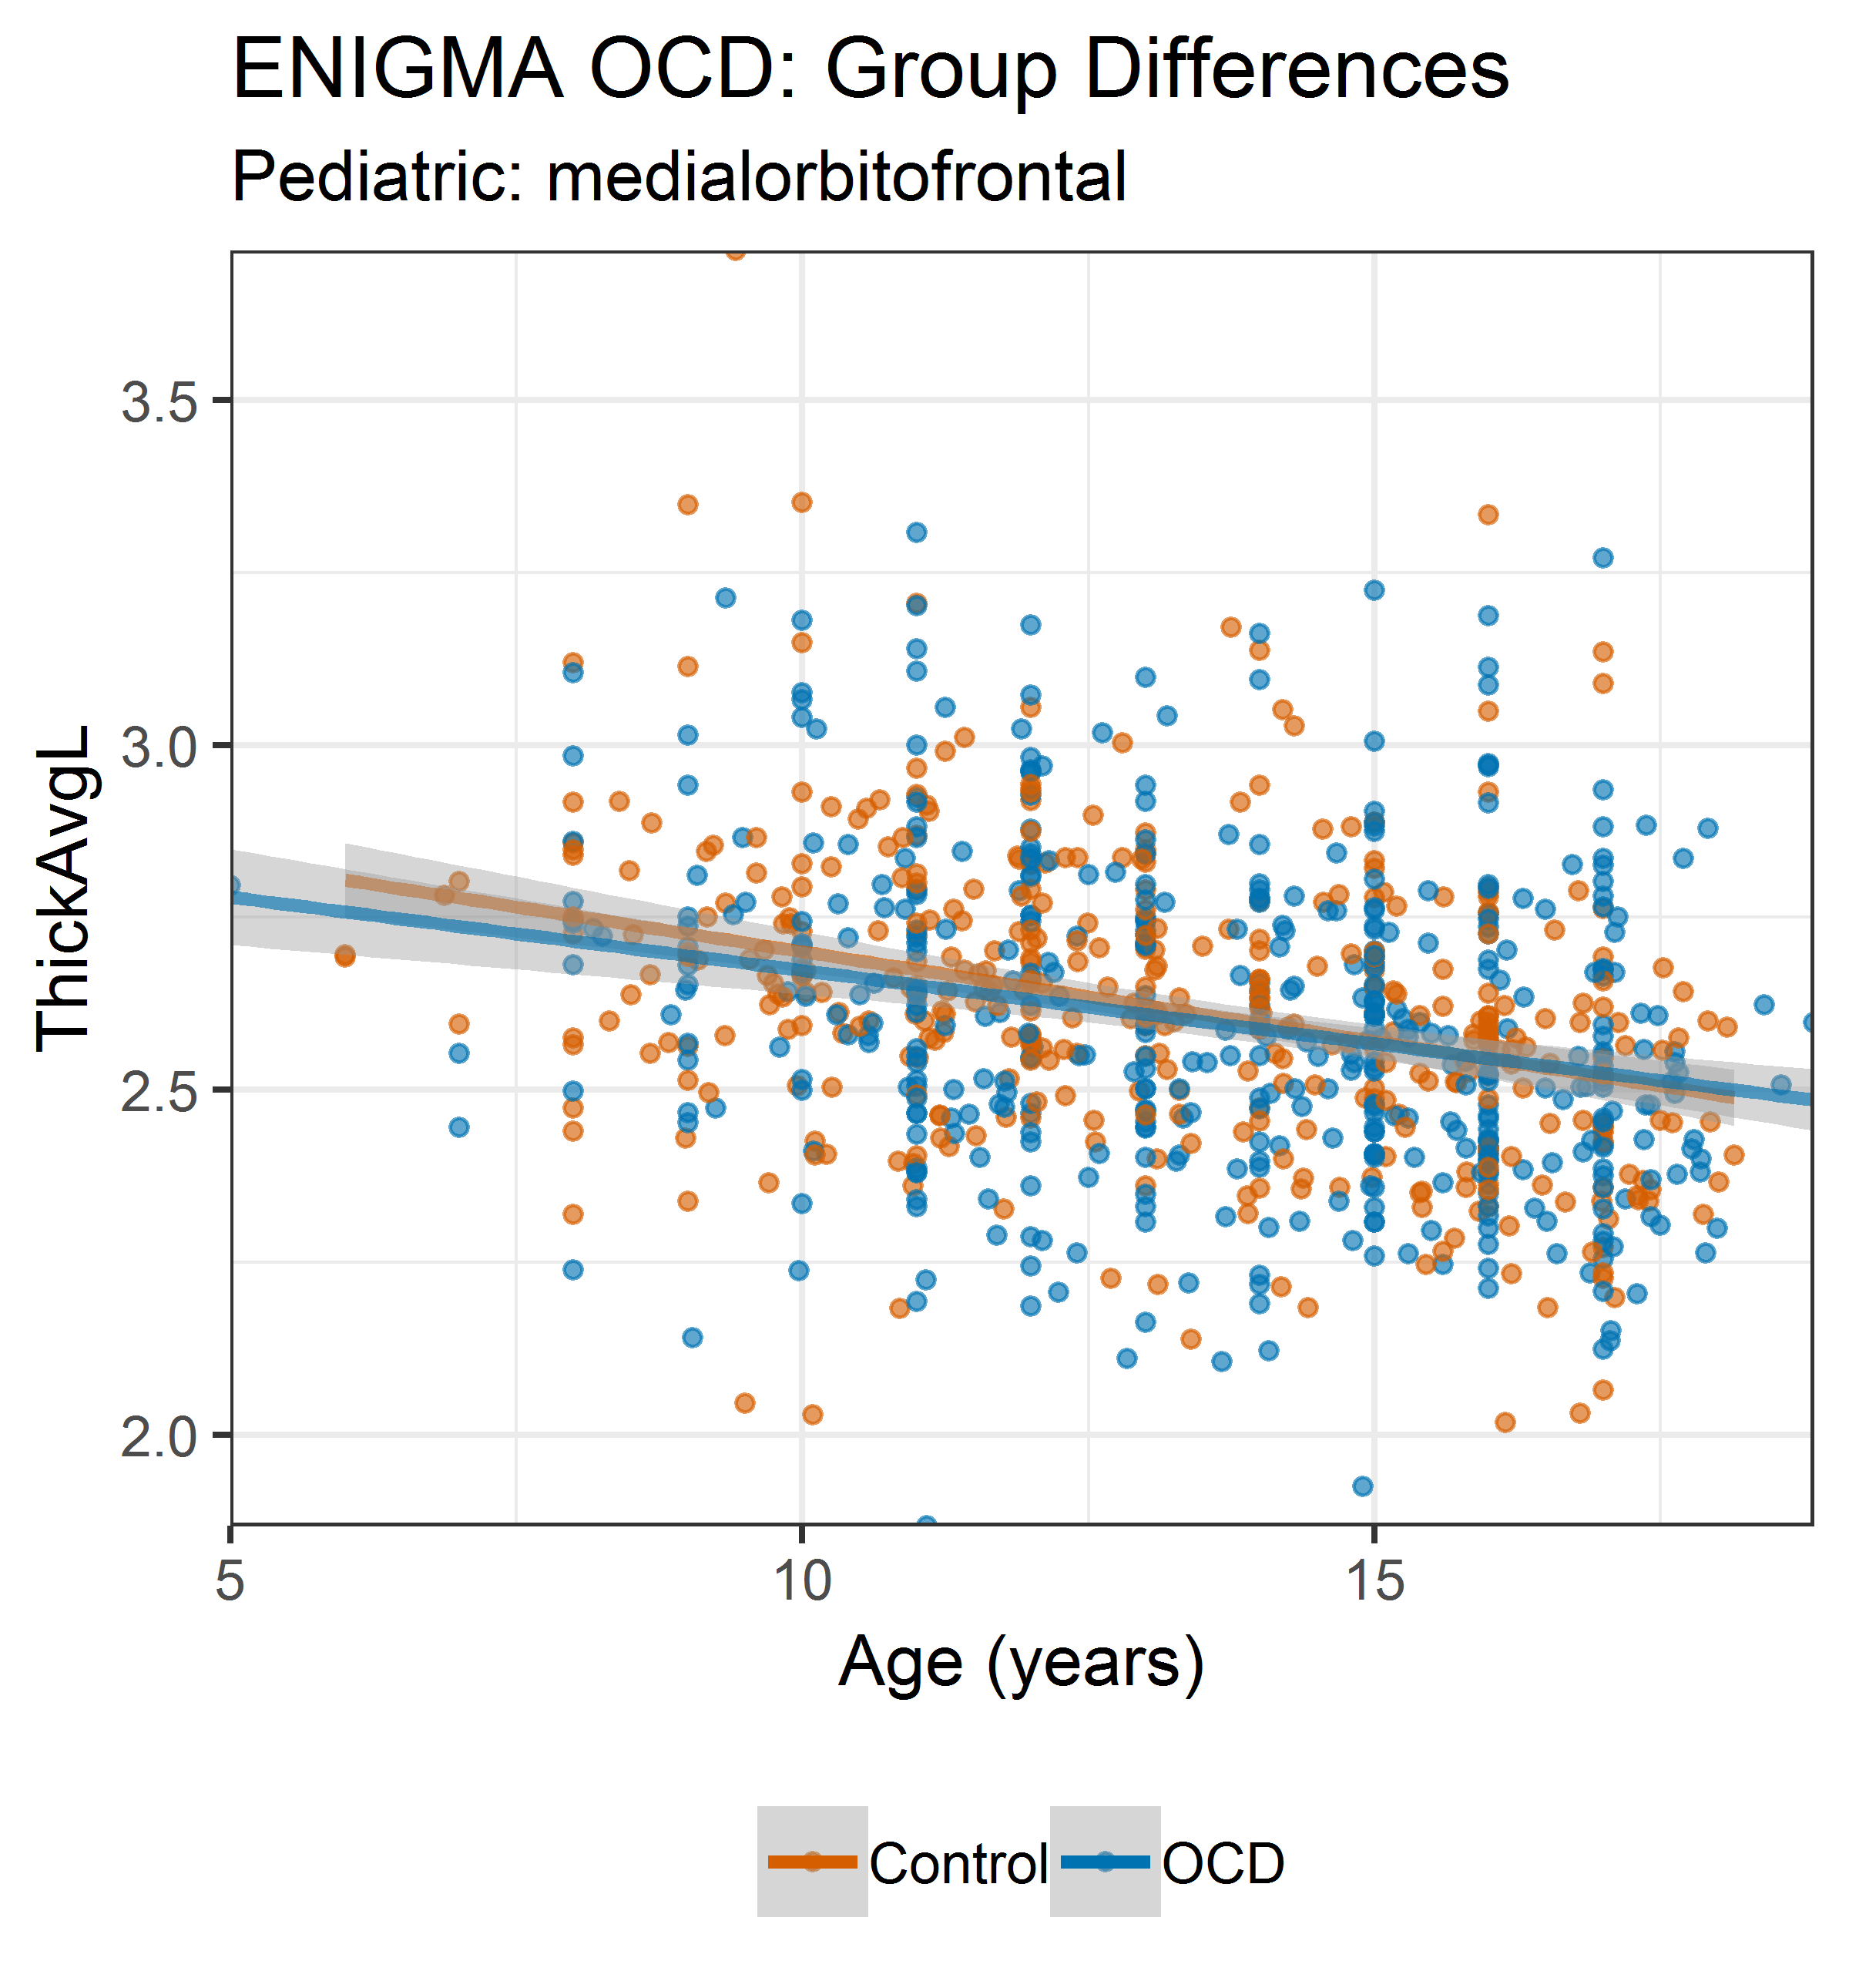 ENIGMA OCD: Group Differences
Pediatric: medialorbitofrontal
ThickAvgL
3.5
3.0
2.5
2.0
5 10 15
Age (years)
Control OCD